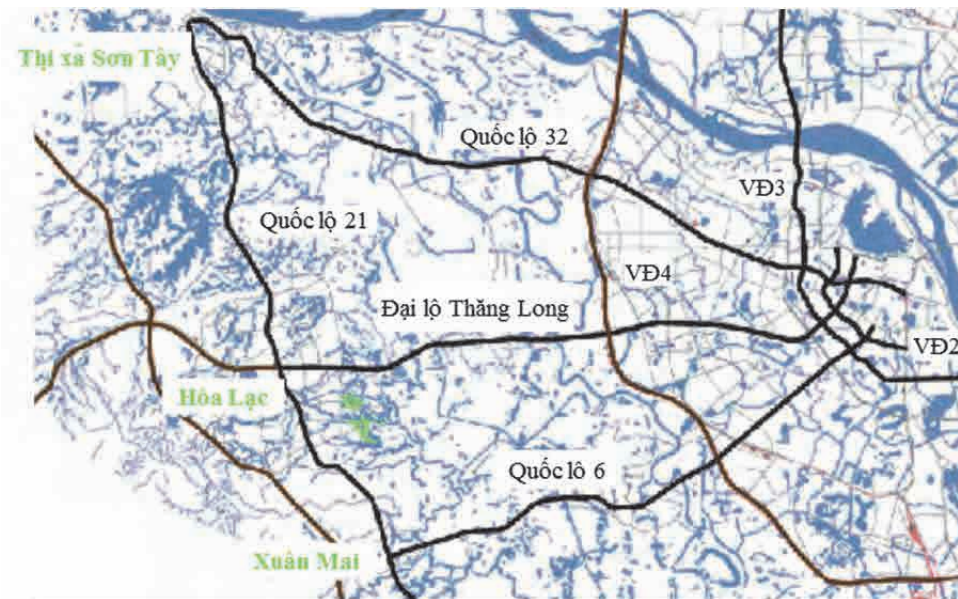 Thị xã Sơn Tây
Quốc lộ 32
VĐ3
Quốc lộ 21
VĐ4
Đại lộ Thăng Long
VĐ2
Hòa Lạc
Quốc lô 6
Xuân Mai